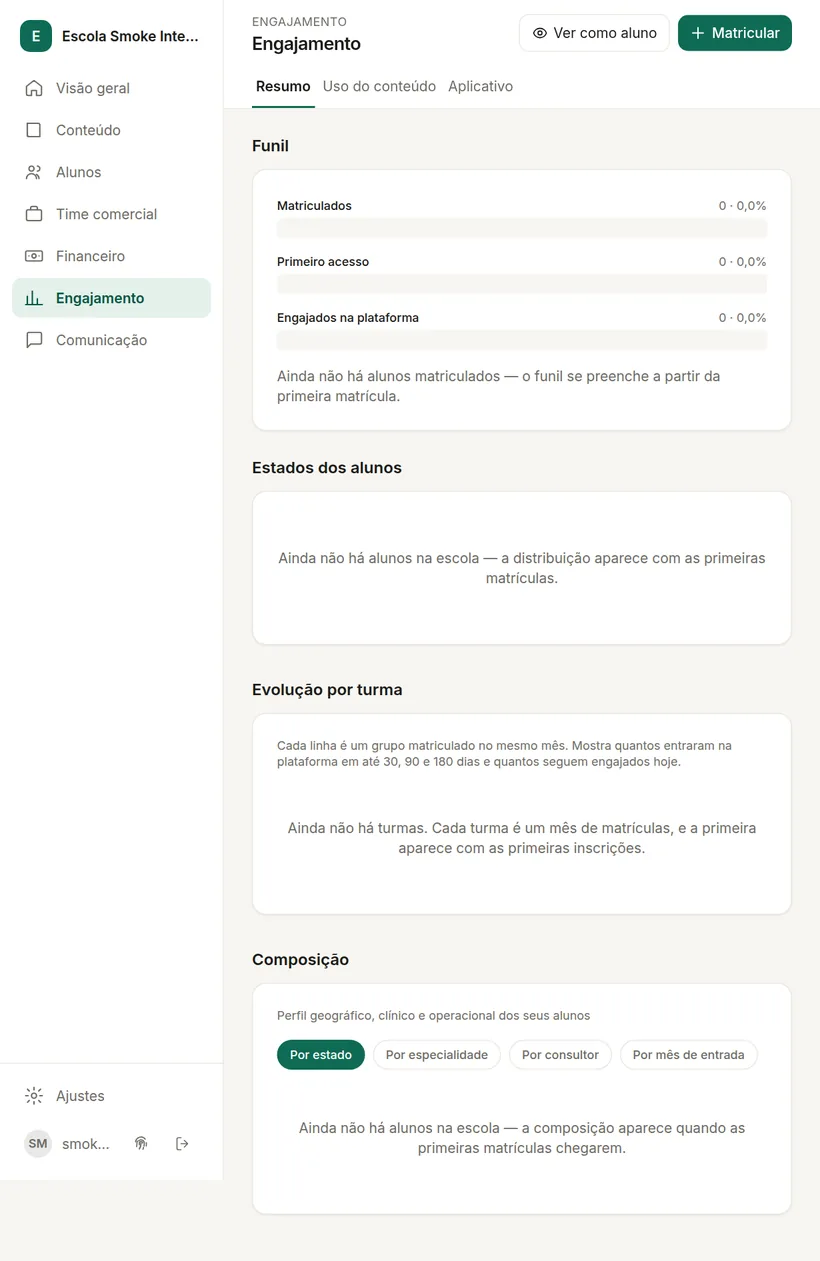 E
Escola Smoke Inte...
Visão geral
Conteúdo
Alunos
Time comercial
Financeiro
Engajamento
Comunicação
Ajustes
SM
smok...
ENGAJAMENTO
Engajamento
Ver como aluno
Matricular
Resumo
Uso do conteúdo
Aplicativo
Funil
Matriculados
0 · 0,0%
Primeiro acesso
0 · 0,0%
Engajados na plataforma
0 · 0,0%
Ainda não há alunos matriculados — o funil se preenche a partir da
primeira matrícula.
Estados dos alunos
Ainda não há alunos na escola — a distribuição aparece com as primeiras
matrículas.
Evolução por turma
Cada linha é um grupo matriculado no mesmo mês. Mostra quantos entraram na
plataforma em até 30, 90 e 180 dias e quantos seguem engajados hoje.
Ainda não há turmas. Cada turma é um mês de matrículas, e a primeira
aparece com as primeiras inscrições.
Composição
Perfil geográfico, clínico e operacional dos seus alunos
Por estado
Por especialidade
Por consultor
Por mês de entrada
Ainda não há alunos na escola — a composição aparece quando as
primeiras matrículas chegarem.